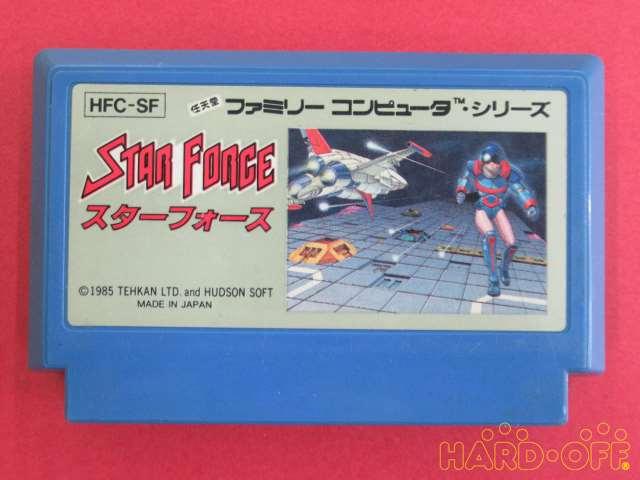 HFC-SF
任天堂 ファミリー コンピュータ™・シリーズ
STAR FORCE
スターフォース
©1985 TEHKAN LTD. and HUDSON SOFT
MADE IN JAPAN
HARD-OFF®